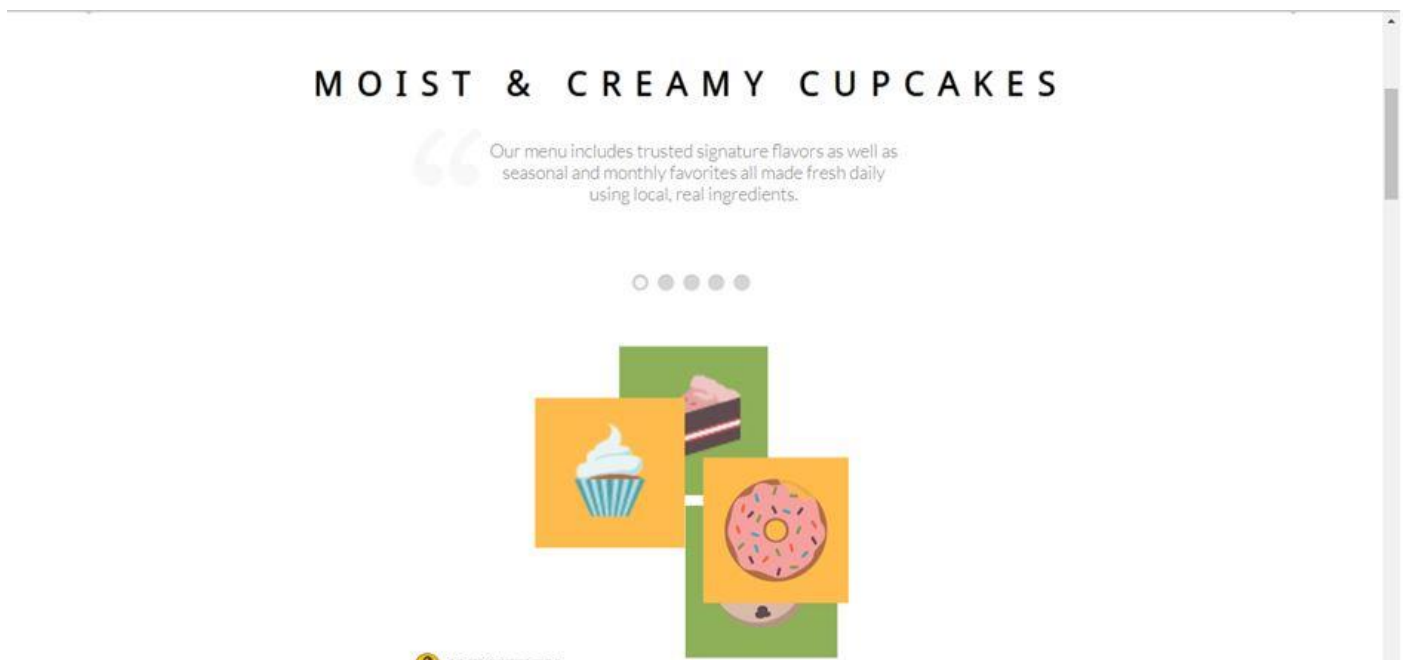 MOIST & CREAMY CUPCAKES
“
Our menu includes trusted signature flavors as well as
seasonal and monthly favorites all made fresh daily
using local, real ingredients.